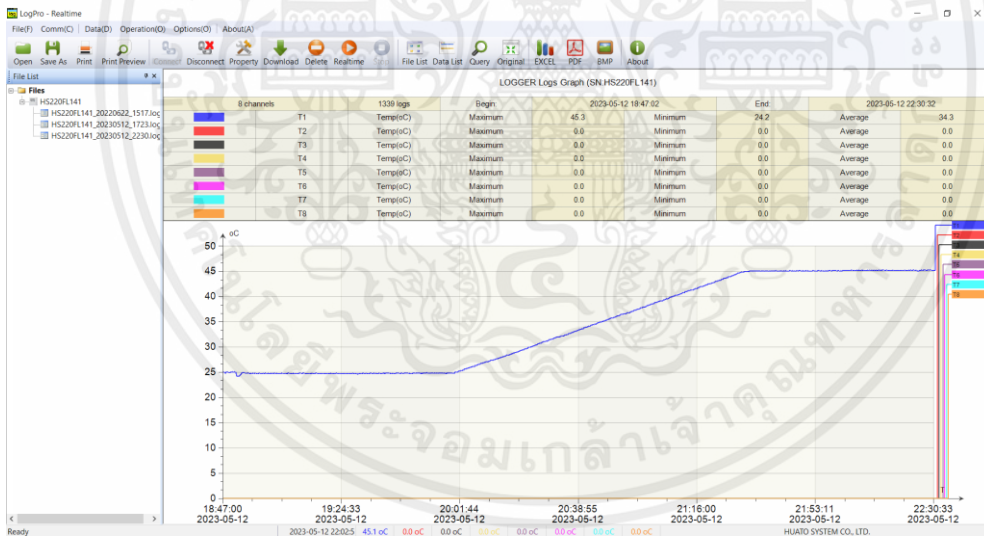 LogPro - Realtime
File(F) Comm(C) Data(D) Operation(O) Options(O) About(A)
Open Save As Print Print Preview Connect Disconnect Property Download Delete Realtime Stop File List Data List Query Original EXCEL PDF BMP About
File List
Files
HS220FL141
HS220FL141_20220622_1517.log
HS220FL141_20230512_1723.log
HS220FL141_20230512_2230.log
LOGGER Logs Graph (SN:HS220FL141)
8 channels 1339 logs Begin 2023-05-12 18:47:02 End 2023-05-12 22:30:32
T1 Temp(oC) Maximum 45.3 Minimum 24.2 Average 34.3
T2 Temp(oC) Maximum 0.0 Minimum 0.0 Average 0.0
T3 Temp(oC) Maximum 0.0 Minimum 0.0 Average 0.0
T4 Temp(oC) Maximum 0.0 Minimum 0.0 Average 0.0
T5 Temp(oC) Maximum 0.0 Minimum 0.0 Average 0.0
T6 Temp(oC) Maximum 0.0 Minimum 0.0 Average 0.0
T7 Temp(oC) Maximum 0.0 Minimum 0.0 Average 0.0
T8 Temp(oC) Maximum 0.0 Minimum 0.0 Average 0.0
oC
T1
T2
T3
T4
T5
T6
T7
T8
50
45
40
35
30
25
20
15
10
5
0
T
18:47:00 19:24:33 20:01:44 20:38:55 21:16:00 21:53:11 22:30:33
2023-05-12 2023-05-12 2023-05-12 2023-05-12 2023-05-12 2023-05-12 2023-05-12
Ready 2023-05-12 22:02:5 45.1 oC 0.0 oC 0.0 oC 0.0 oC 0.0 oC 0.0 oC 0.0 oC 0.0 oC HUATO SYSTEM CO., LTD.